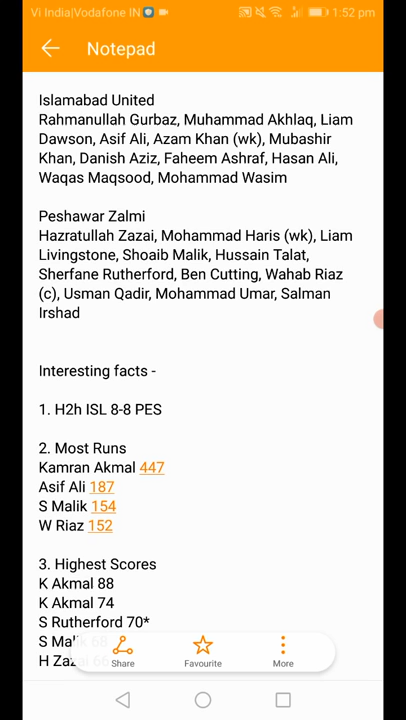 Vi India|Vodafone IN
1:52 pm
Notepad
Islamabad United
Rahmanullah Gurbaz, Muhammad Akhlaq, Liam
Dawson, Asif Ali, Azam Khan (wk), Mubashir
Khan, Danish Aziz, Faheem Ashraf, Hasan Ali,
Waqas Maqsood, Mohammad Wasim
Peshawar Zalmi
Hazratullah Zazai, Mohammad Haris (wk), Liam
Livingstone, Shoaib Malik, Hussain Talat,
Sherfane Rutherford, Ben Cutting, Wahab Riaz
(c), Usman Qadir, Mohammad Umar, Salman
Irshad
Interesting facts -
1. H2h ISL 8-8 PES
2. Most Runs
Kamran Akmal 447
Asif Ali 187
S Malik 154
W Riaz 152
3. Highest Scores
K Akmal 88
K Akmal 74
S Rutherford 70*
S Malik 68
H Zazai 66
Share
Favourite
More